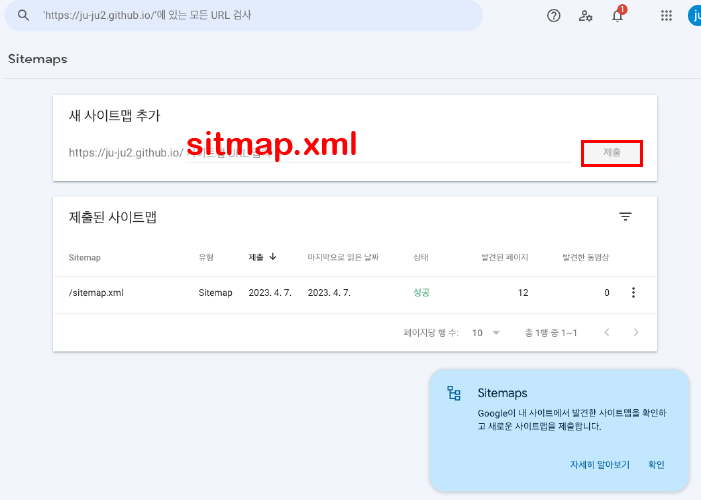 'https://ju-ju2.github.io/'에 있는 모든 URL 검사
1
ju
Sitemaps
새 사이트맵 추가
https://ju-ju2.github.io/
sitmap.xml
제출
제출된 사이트맵
Sitemap 유형 제출 마지막으로 읽은 날짜 상태 발견된 페이지 발견한 동영상
/sitemap.xml Sitemap 2023. 4. 7. 2023. 4. 7. 성공 12 0
페이지당 행 수: 10 총 1행 중 1~1
Sitemaps
Google이 내 사이트에서 발견한 사이트맵을 확인하
고 새로운 사이트맵을 제출합니다.
자세히 알아보기 확인